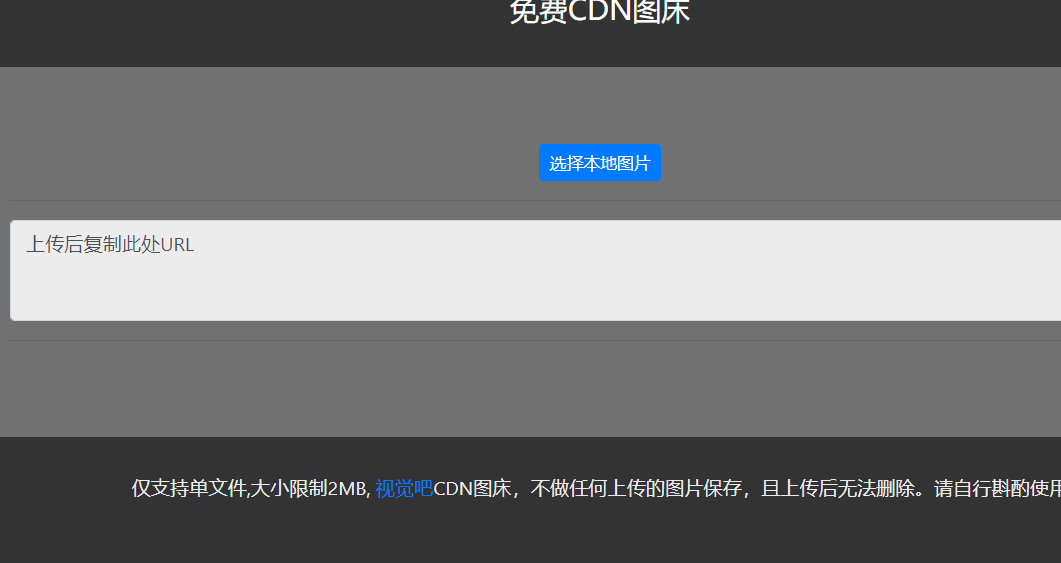 免费CDN图床
选择本地图片
上传后复制此处URL
仅支持单文件,大小限制2MB, 视觉吧CDN图床，不做任何上传的图片保存，且上传后无法删除。请自行斟酌使用